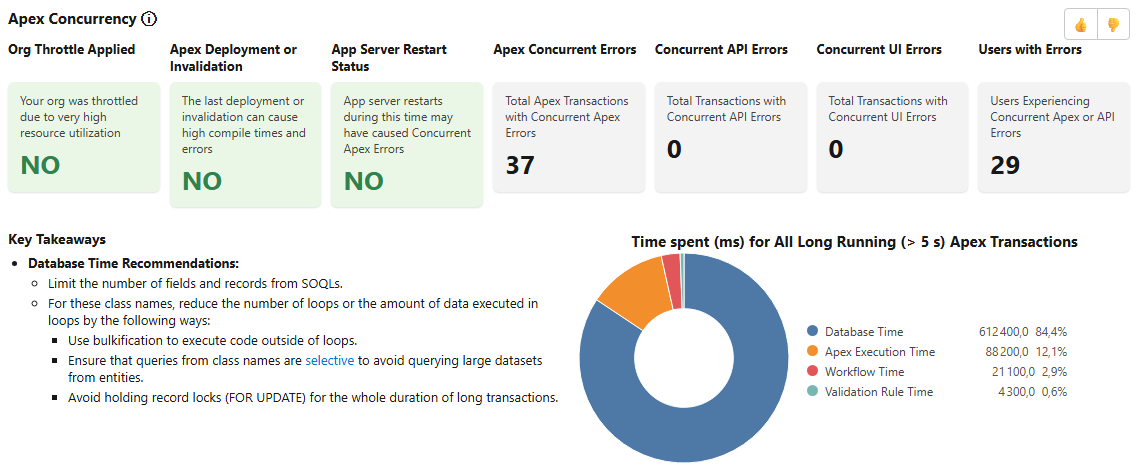 Apex Concurrency
Org Throttle Applied
Your org was throttled
due to very high
resource utilization
NO
Apex Deployment or
Invalidation
The last deployment or
invalidation can cause
high compile times and
errors
NO
App Server Restart
Status
App server restarts
during this time may
have caused Concurrent
Apex Errors
NO
Apex Concurrent Errors
Total Apex Transactions
with Concurrent Apex
Errors
37
Concurrent API Errors
Total Transactions with
Concurrent API Errors
0
Concurrent UI Errors
Total Transactions with
Concurrent UI Errors
0
Users with Errors
Users Experiencing
Concurrent Apex or API
Errors
29
Key Takeaways
• Database Time Recommendations:
Limit the number of fields and records from SOQLs.
For these class names, reduce the number of loops or the amount of data executed in
loops by the following ways:
Use bulkification to execute code outside of loops.
Ensure that queries from class names are selective to avoid querying large datasets
from entities.
Avoid holding record locks (FOR UPDATE) for the whole duration of long transactions.
Time spent (ms) for All Long Running (> 5 s) Apex Transactions
Database Time 612 400,0 84,4%
Apex Execution Time 88 200,0 12,1%
Workflow Time 21 100,0 2,9%
Validation Rule Time 4 300,0 0,6%